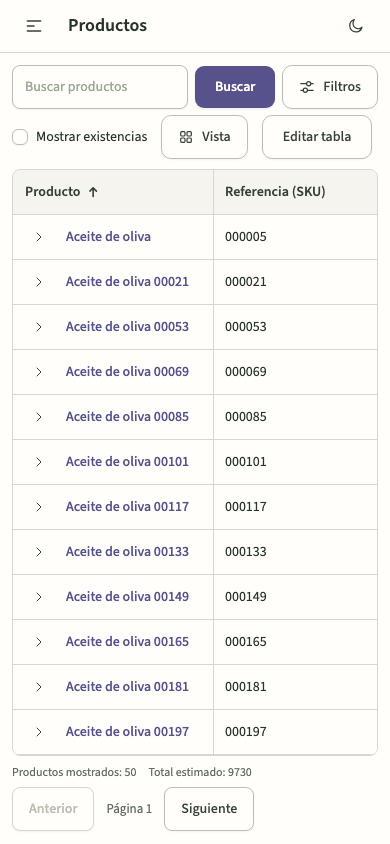 Productos
Buscar productos
Buscar
Filtros
Mostrar existencias
Vista
Editar tabla
Producto Referencia (SKU)
Aceite de oliva 000005
Aceite de oliva 00021 000021
Aceite de oliva 00053 000053
Aceite de oliva 00069 000069
Aceite de oliva 00085 000085
Aceite de oliva 00101 000101
Aceite de oliva 00117 000117
Aceite de oliva 00133 000133
Aceite de oliva 00149 000149
Aceite de oliva 00165 000165
Aceite de oliva 00181 000181
Aceite de oliva 00197 000197
Productos mostrados: 50 Total estimado: 9730
Anterior Página 1 Siguiente